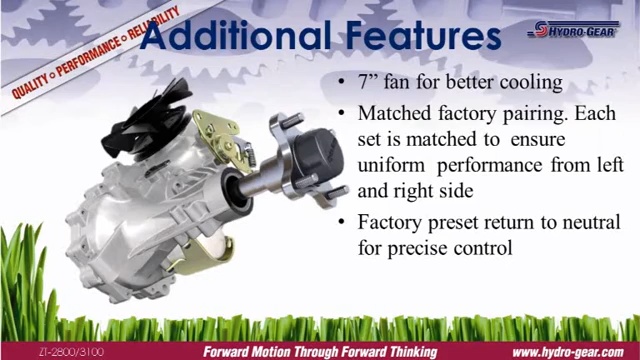 QUALITY • PERFORMANCE • RELIABILITY
Additional Features
HYDRO-GEAR
• 7” fan for better cooling
• Matched factory pairing. Each
set is matched to ensure
uniform performance from left
and right side
• Factory preset return to neutral
for precise control
ZT-2800/3100
Forward Motion Through Forward Thinking
www.hydro-gear.com